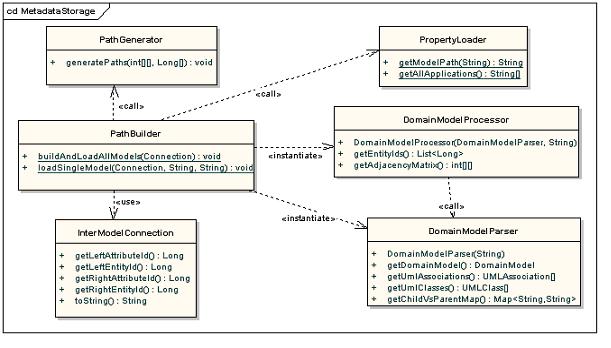 cd MetadataStorage
PathGenerator
+ generatePaths(int[][], Long[]) : void
PropertyLoader
+ getModelPath(String) : String
+ getAllApplications() : String[]
«call»
«call»
PathBuilder
+ buildAndLoadAllModels(Connection) : void
+ loadSingleModel(Connection, String, String) : void
«instantiate»
DomainModelProcessor
+ DomainModelProcessor(DomainModelParser, String)
+ getEntityIds() : List<Long>
+ getAdjacencyMatrix() : int[][]
«use»
«instantiate»
«call»
InterModelConnection
+ getLeftAttributeId() : Long
+ getLeftEntityId() : Long
+ getRightAttributeId() : Long
+ getRightEntityId() : Long
+ toString() : String
DomainModelParser
+ DomainModelParser(String)
+ getDomainModel() : DomainModel
+ getUmlAssociations() : UMLAssociation[]
+ getUmlClasses() : UMLClass[]
+ getChildVsParentMap() : Map<String,String>